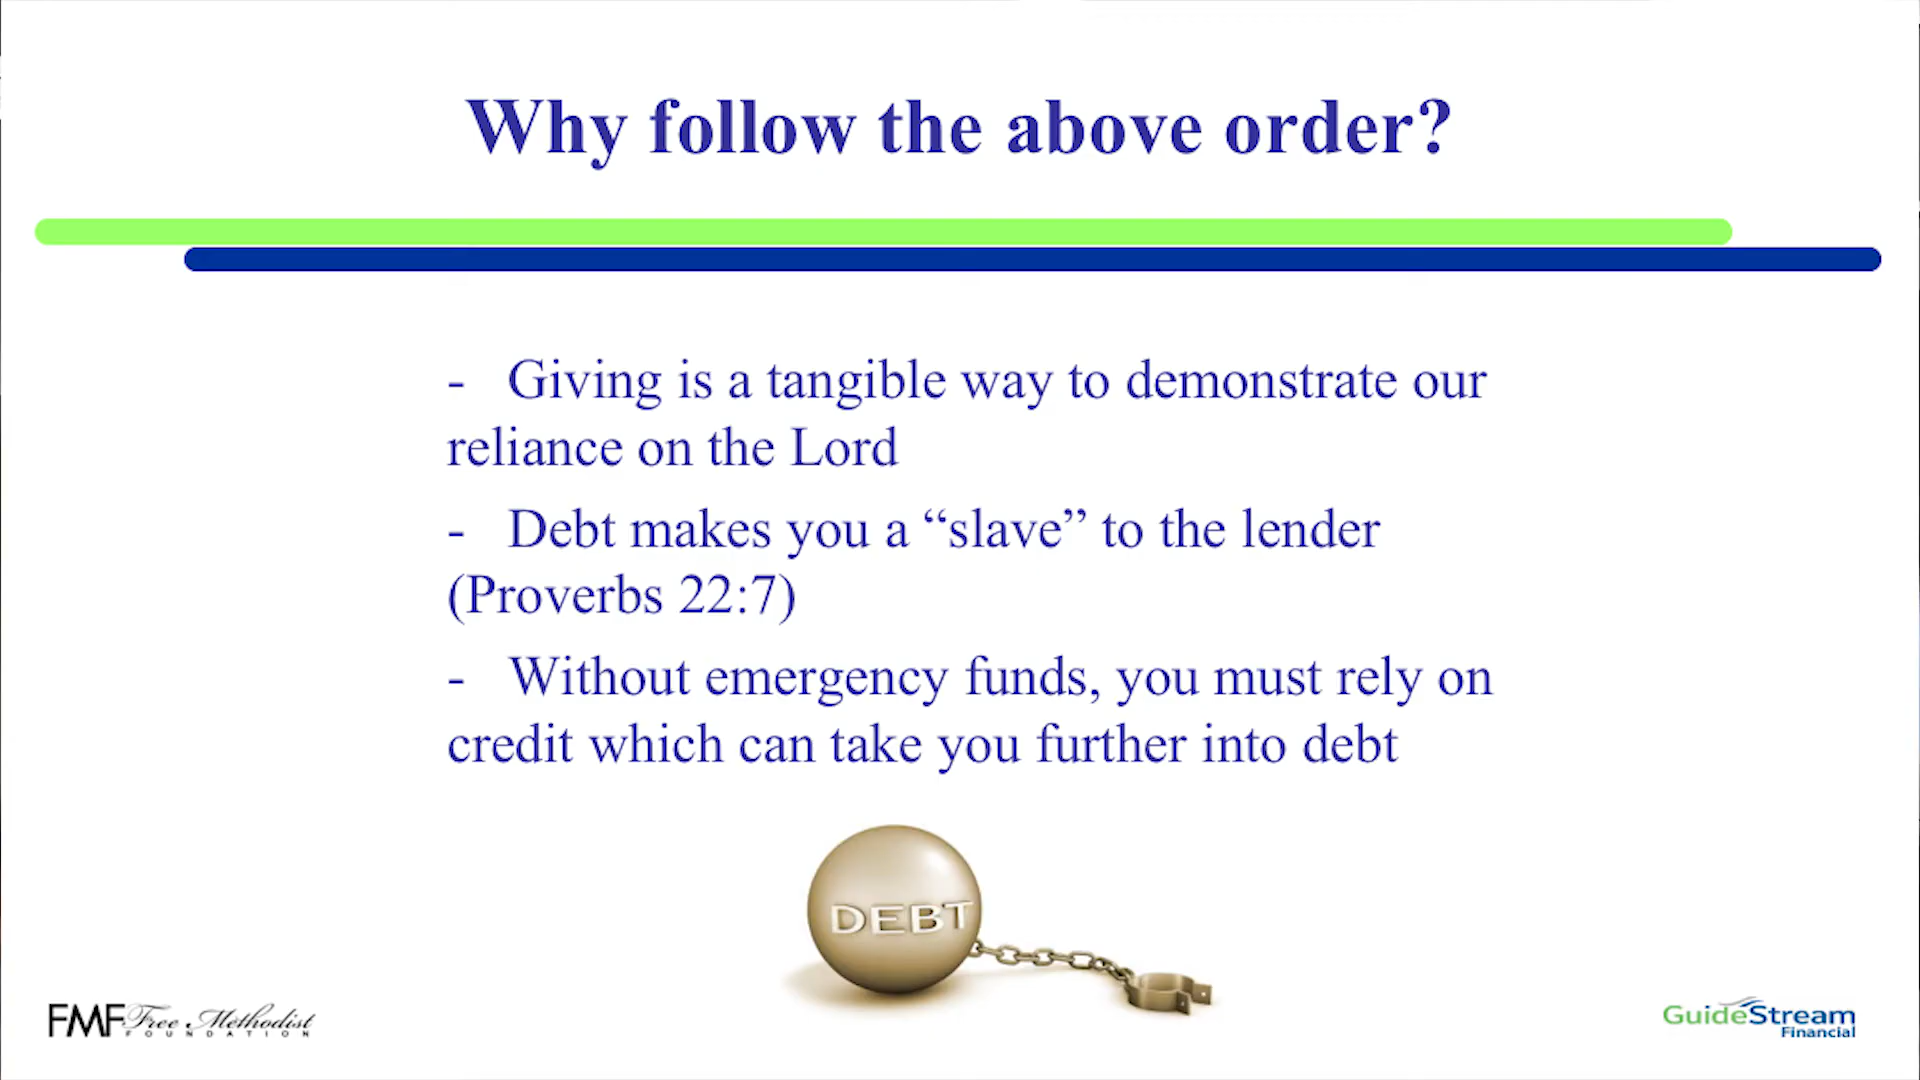 Why follow the above order?
- Giving is a tangible way to demonstrate our
reliance on the Lord
- Debt makes you a “slave” to the lender
(Proverbs 22:7)
- Without emergency funds, you must rely on
credit which can take you further into debt
DEBT
FMF Free Methodist
FOUNDATION
GuideStream
Financial